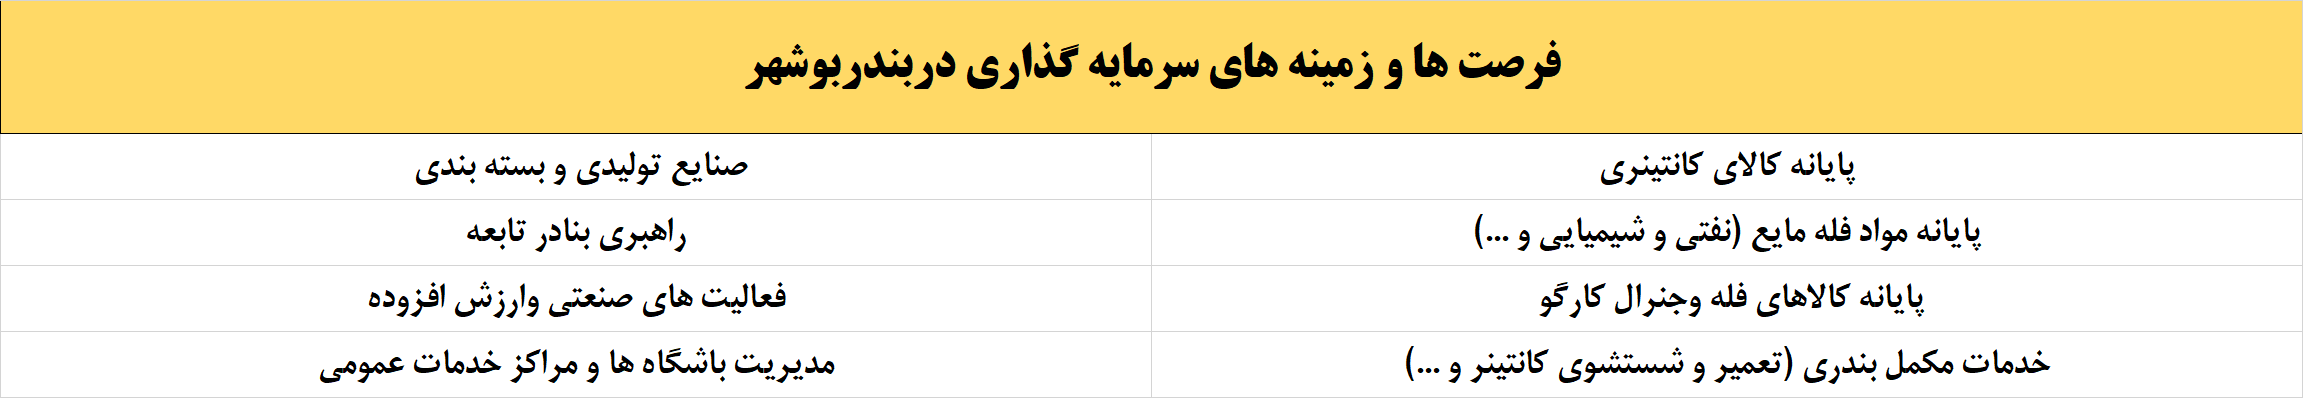 فرصت ها و زمینه های سرمایه گذاری دربندربوشهر
پایانه کالای کانتینری
صنایع تولیدی و بسته بندی
پایانه مواد فله مایع (نفتی و شیمیایی و ...)
راهبری بنادر تابعه
پایانه کالاهای فله وجنرال کارگو
فعالیت های صنعتی وارزش افزوده
خدمات مکمل بندری (تعمیر و شستشوی کانتینر و ...)
مدیریت باشگاه ها و مراکز خدمات عمومی